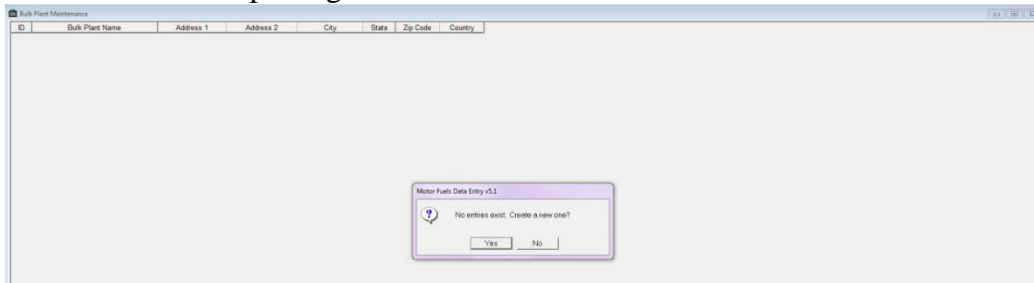 Bulk Plant Maintenance
ID Bulk Plant Name Address 1 Address 2 City State Zip Code Country
Motor Fuels Data Entry v5.1
No entries exist. Create a new one?
Yes No